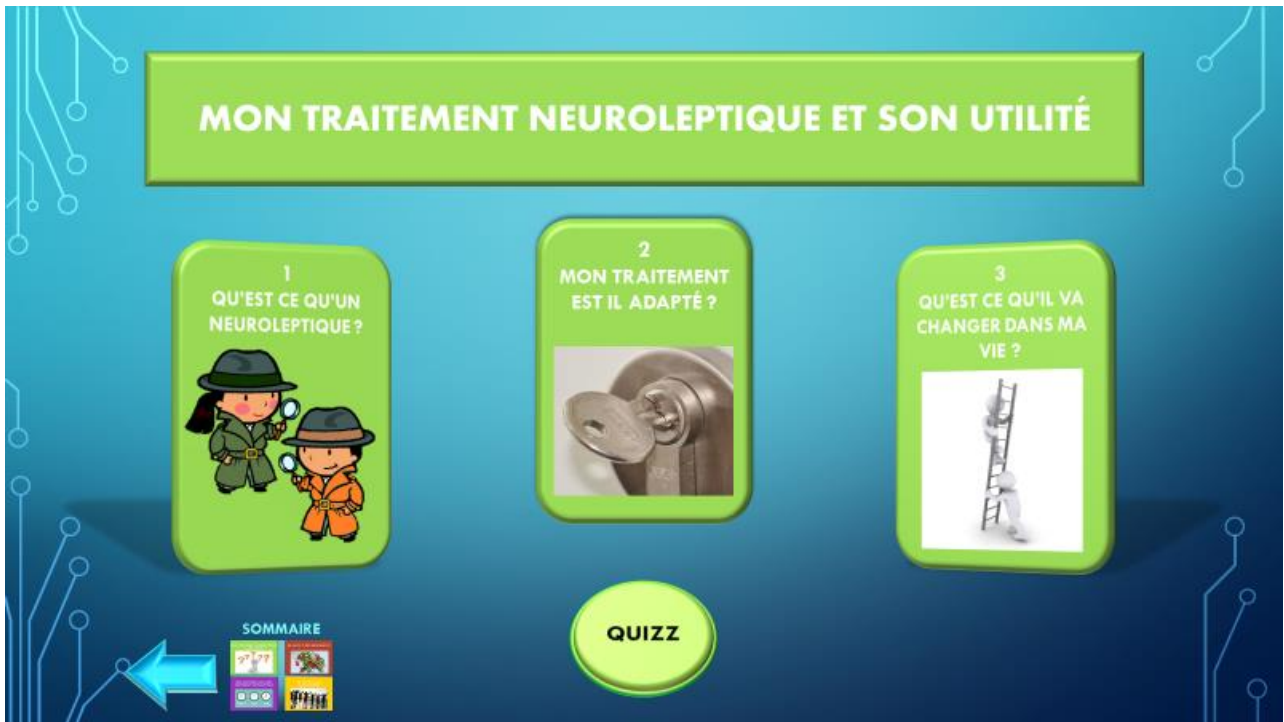 MON TRAITEMENT NEUROLEPTIQUE ET SON UTILITÉ
1
QU'EST CE QU'UN
NEUROLEPTIQUE ?
2
MON TRAITEMENT
EST IL ADAPTÉ ?
3
QU'EST CE QU'IL VA
CHANGER DANS MA
VIE ?
SOMMAIRE
QUIZZ